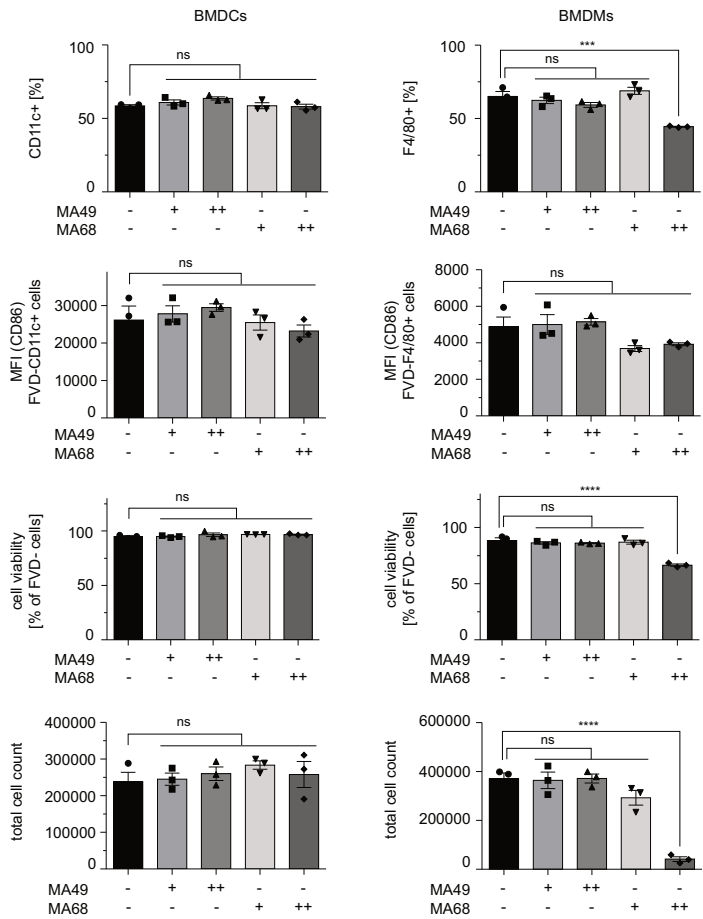 BMDCs
BMDMs
100
50
0
CD11c+ [%]
ns
MA49 - + ++ - -
MA68 - - - + ++
100
50
0
F4/80+ [%]
***
ns
MA49 - + ++ - -
MA68 - - - + ++
30000
20000
10000
0
MFI (CD86)
FVD-CD11c+ cells
ns
MA49 - + ++ - -
MA68 - - - + ++
8000
6000
4000
2000
0
MFI (CD86)
FVD-F4/80+ cells
ns
MA49 - + ++ - -
MA68 - - - + ++
100
50
0
cell viability
[% of FVD- cells]
ns
MA49 - + ++ - -
MA68 - - - + ++
100
50
0
cell viability
[% of FVD- cells]
****
ns
MA49 - + ++ - -
MA68 - - - + ++
400000
300000
200000
100000
0
total cell count
ns
MA49 - + ++ - -
MA68 - - - + ++
600000
400000
200000
0
total cell count
****
ns
MA49 - + ++ - -
MA68 - - - + ++